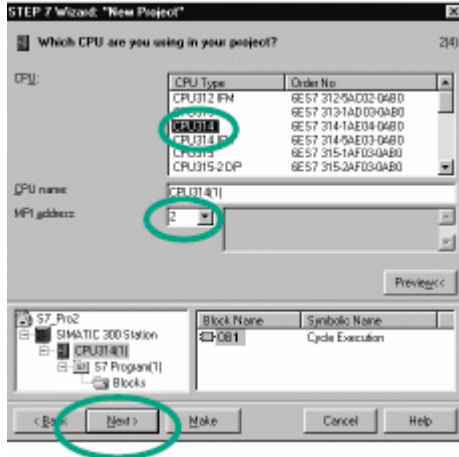 STEP 7 Wizard: "New Project"
Which CPU are you using in your project? 2(4)
CPU:
CPU Type Order No
CPU312 IFM 6ES7 312-5AC02-0AB0
CPU313 6ES7 313-1AD03-0AB0
CPU314 6ES7 314-1AE04-0AB0
CPU314 IFM 6ES7 314-5AE03-0AB0
CPU315 6ES7 315-1AF03-0AB0
CPU315-2 DP 6ES7 315-2AF03-0AB0
CPU name: CPU314(1)
MPI address: 2
Preview<<
S7_Pro2
SIMATIC 300 Station
CPU314(1)
S7 Program(1)
Blocks
Block Name Symbolic Name
OB1 Cycle Execution
< Back Next > Make Cancel Help